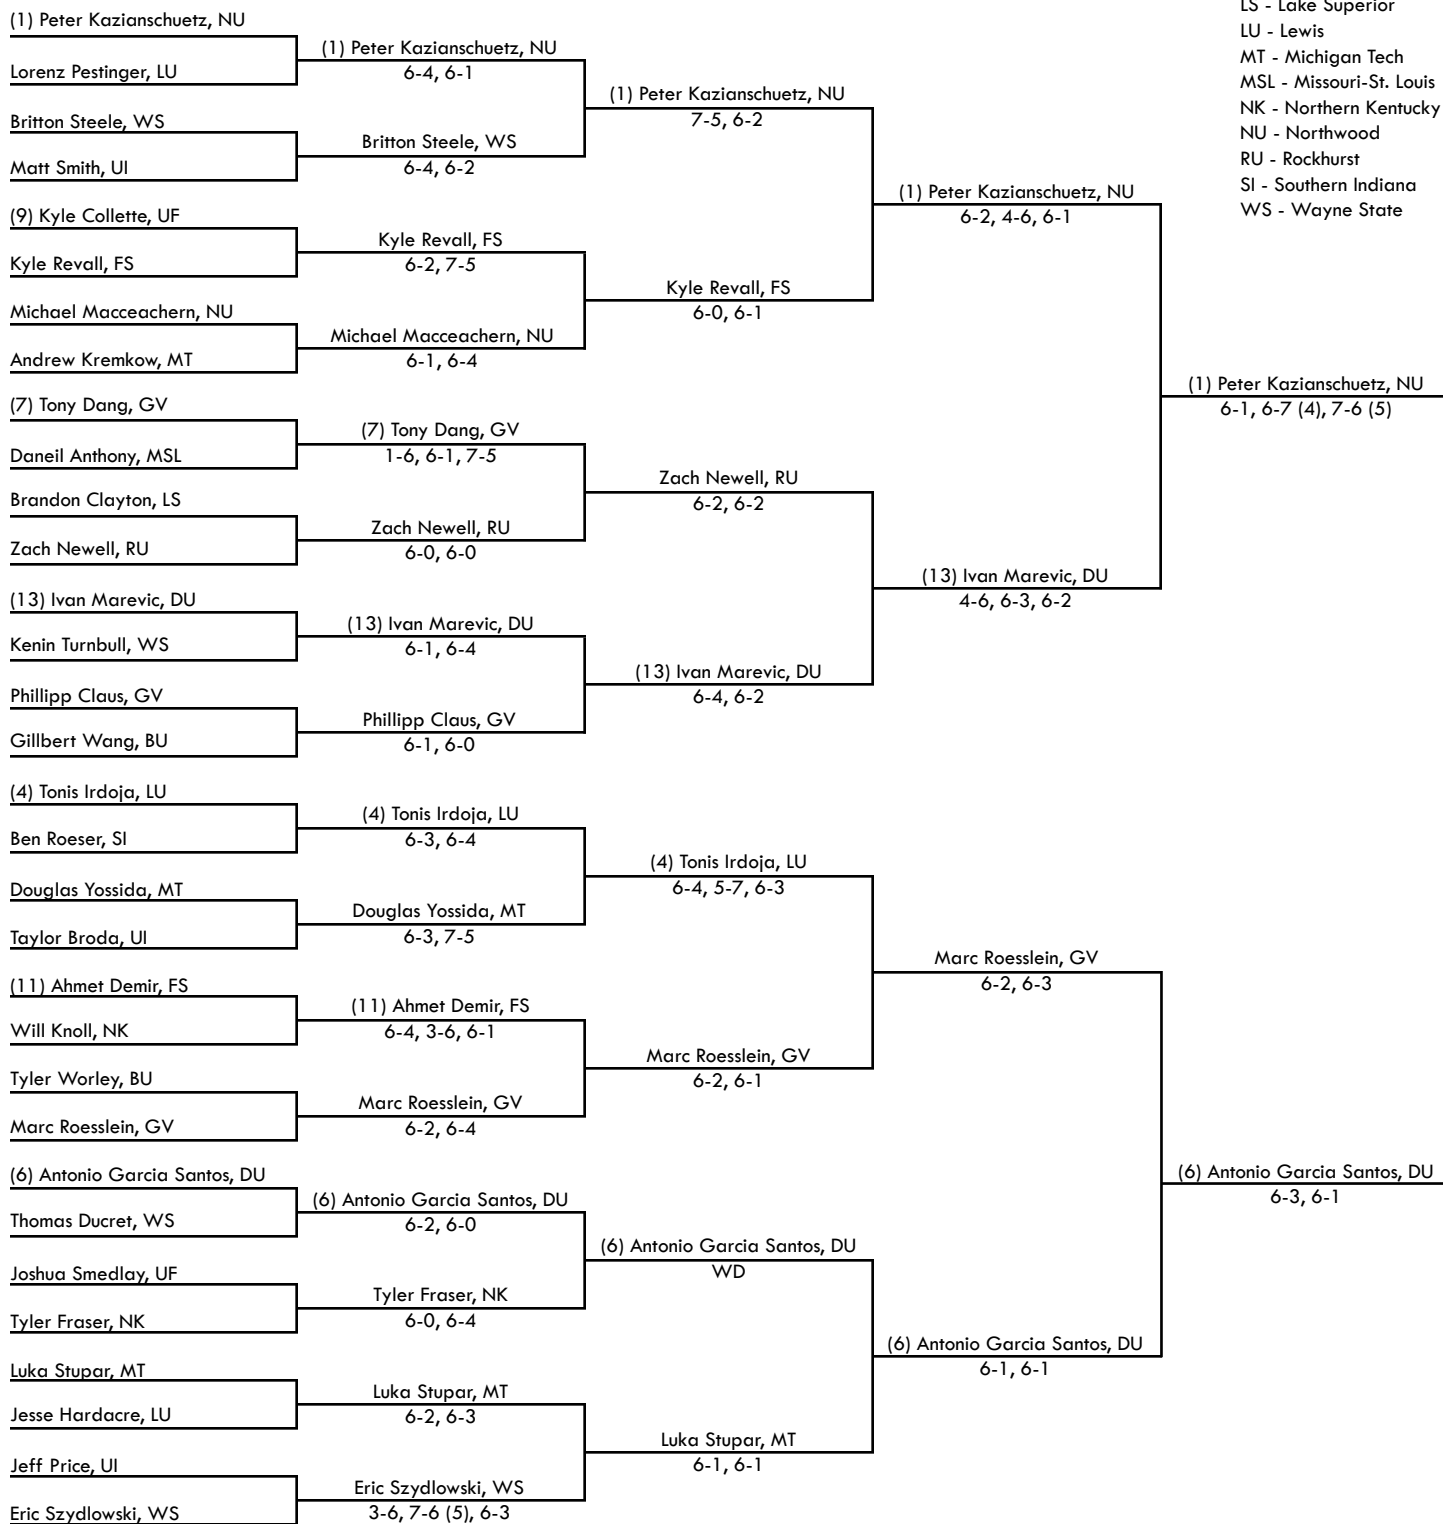 LS - Lake Superior
LU - Lewis
MT - Michigan Tech
MSL - Missouri-St. Louis
NK - Northern Kentucky
NU - Northwood
RU - Rockhurst
SI - Southern Indiana
WS - Wayne State
(1) Peter Kazianschuetz, NU
Lorenz Pestinger, LU
Britton Steele, WS
Matt Smith, UI
(9) Kyle Collette, UF
Kyle Revall, FS
Michael Macceachern, NU
Andrew Kremkow, MT
(7) Tony Dang, GV
Daneil Anthony, MSL
Brandon Clayton, LS
Zach Newell, RU
(13) Ivan Marevic, DU
Kenin Turnbull, WS
Phillipp Claus, GV
Gillbert Wang, BU
(4) Tonis Irdoja, LU
Ben Roeser, SI
Douglas Yossida, MT
Taylor Broda, UI
(11) Ahmet Demir, FS
Will Knoll, NK
Tyler Worley, BU
Marc Roesslein, GV
(6) Antonio Garcia Santos, DU
Thomas Ducret, WS
Joshua Smedlay, UF
Tyler Fraser, NK
Luka Stupar, MT
Jesse Hardacre, LU
Jeff Price, UI
Eric Szydlowski, WS
(1) Peter Kazianschuetz, NU
6-4, 6-1
Britton Steele, WS
6-4, 6-2
Kyle Revall, FS
6-2, 7-5
Michael Macceachern, NU
6-1, 6-4
(7) Tony Dang, GV
1-6, 6-1, 7-5
Zach Newell, RU
6-0, 6-0
(13) Ivan Marevic, DU
6-1, 6-4
Phillipp Claus, GV
6-1, 6-0
(4) Tonis Irdoja, LU
6-3, 6-4
Douglas Yossida, MT
6-3, 7-5
(11) Ahmet Demir, FS
6-4, 3-6, 6-1
Marc Roesslein, GV
6-2, 6-4
(6) Antonio Garcia Santos, DU
6-2, 6-0
Tyler Fraser, NK
6-0, 6-4
Luka Stupar, MT
6-2, 6-3
Eric Szydlowski, WS
3-6, 7-6 (5), 6-3
(1) Peter Kazianschuetz, NU
7-5, 6-2
Kyle Revall, FS
6-0, 6-1
Zach Newell, RU
6-2, 6-2
(13) Ivan Marevic, DU
6-4, 6-2
(4) Tonis Irdoja, LU
6-4, 5-7, 6-3
Marc Roesslein, GV
6-2, 6-1
(6) Antonio Garcia Santos, DU
WD
Luka Stupar, MT
6-1, 6-1
(1) Peter Kazianschuetz, NU
6-2, 4-6, 6-1
(13) Ivan Marevic, DU
4-6, 6-3, 6-2
Marc Roesslein, GV
6-2, 6-3
(6) Antonio Garcia Santos, DU
6-1, 6-1
(1) Peter Kazianschuetz, NU
6-1, 6-7 (4), 7-6 (5)
(6) Antonio Garcia Santos, DU
6-3, 6-1